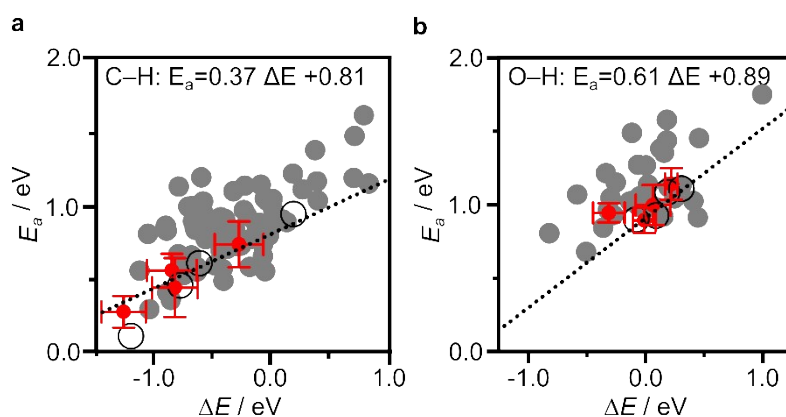 a
C–H: Eₐ=0.37 ΔE +0.81
2.0
1.0
0.0
Eₐ / eV
-1.0
0.0
1.0
ΔE / eV
b
O–H: Eₐ=0.61 ΔE +0.89
2.0
1.0
0.0
Eₐ / eV
-1.0
0.0
1.0
ΔE / eV